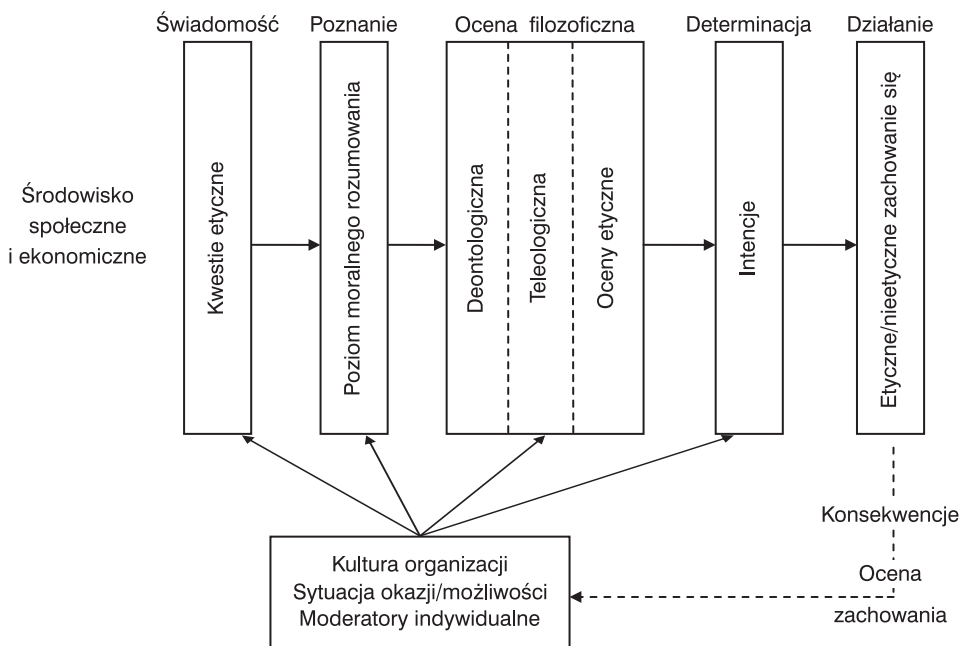 Świadomość
Poznanie
Ocena filozoficzna
Determinacja
Działanie
Środowisko
społeczne
i ekonomiczne
Kwestie etyczne
Poziom moralnego rozumowania
Deontologiczna
Teleologiczna
Oceny etyczne
Intencje
Etyczne/nieetyczne zachowanie się
Kultura organizacji
Sytuacja okazji/możliwości
Moderatory indywidualne
Konsekwencje
Ocena
zachowania